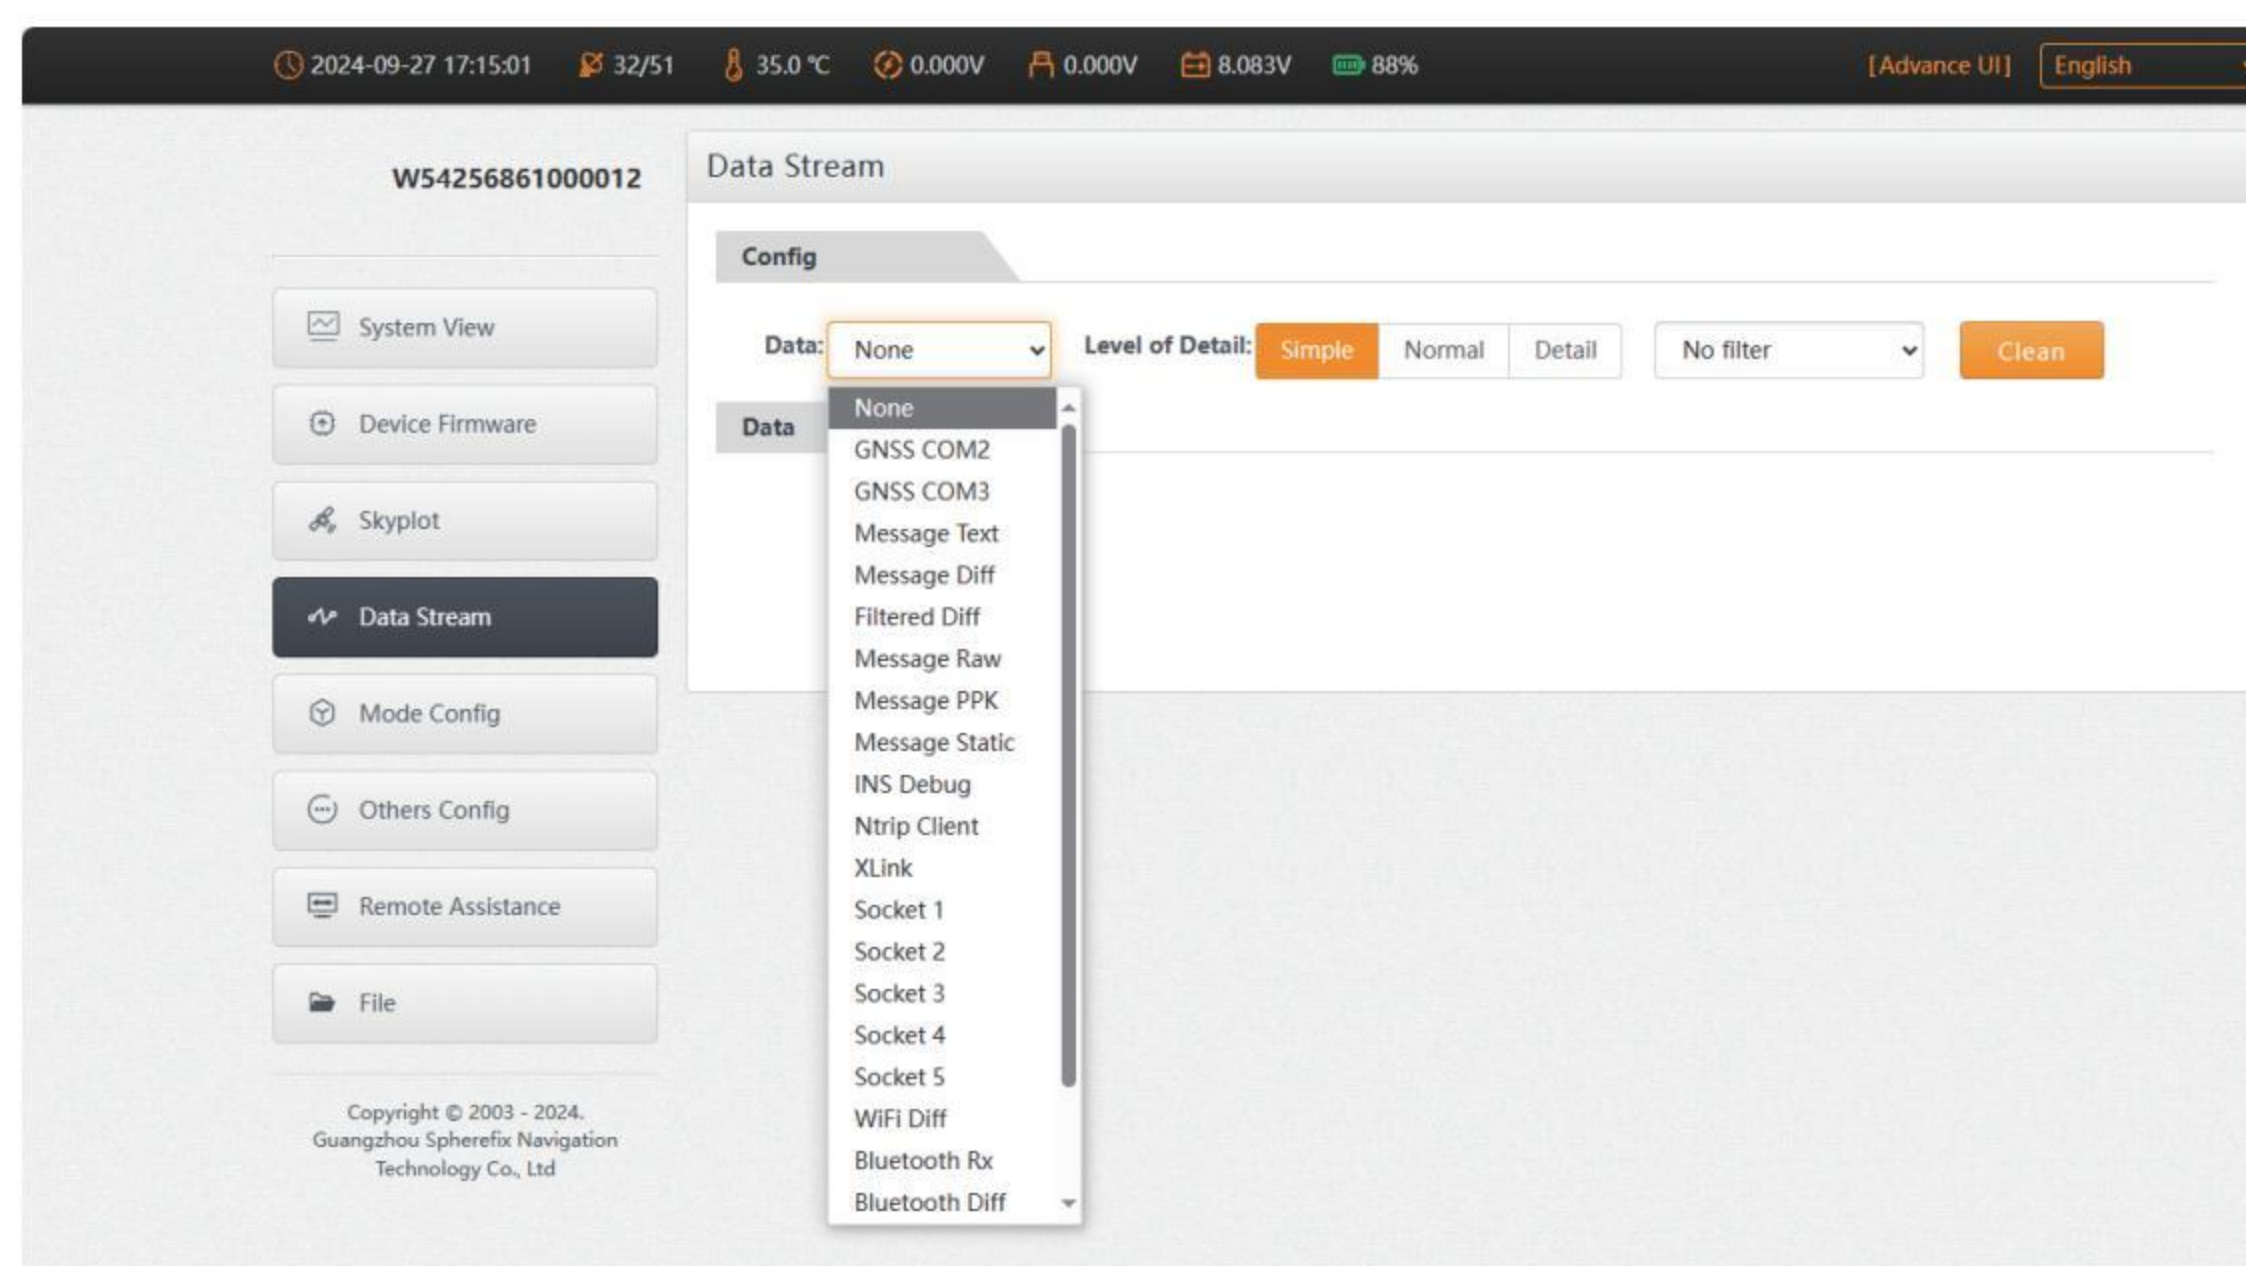 2024-09-27 17:15:01 32/51 35.0 ℃ 0.000V 0.000V 8.083V 88% [Advance UI] English
W54256861000012
System View
Device Firmware
Skyplot
Data Stream
Mode Config
Others Config
Remote Assistance
File
Copyright © 2003 - 2024.
Guangzhou Spherefix Navigation
Technology Co., Ltd
Data Stream
Config
Data: None Level of Detail: Simple Normal Detail No filter Clean
Data
None
GNSS COM2
GNSS COM3
Message Text
Message Diff
Filtered Diff
Message Raw
Message PPK
Message Static
INS Debug
Ntrip Client
XLink
Socket 1
Socket 2
Socket 3
Socket 4
Socket 5
WiFi Diff
Bluetooth Rx
Bluetooth Diff